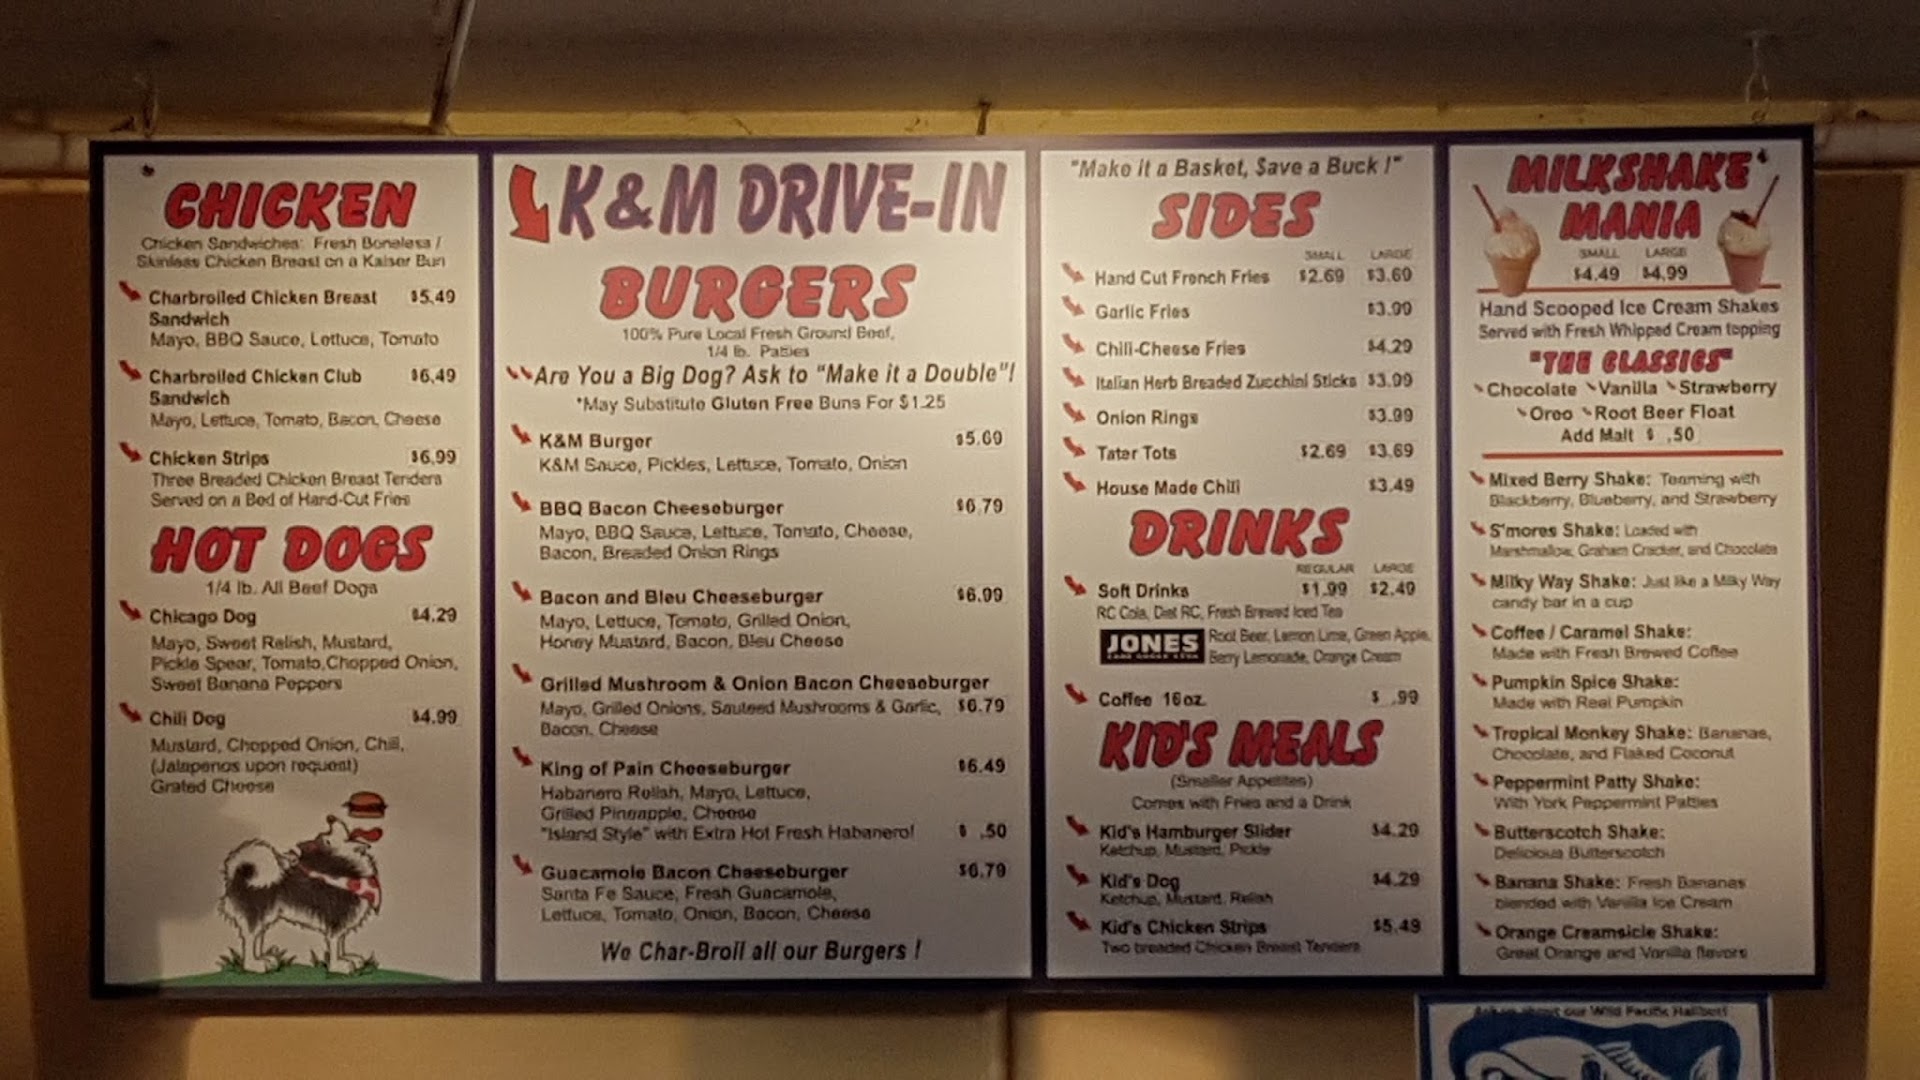 CHICKEN
Chicken Sandwiches: Fresh Boneless /
Skinless Chicken Breast on a Kaiser Bun
Charbroiled Chicken Breast $5.49
Sandwich
Mayo, BBQ Sauce, Lettuce, Tomato
Charbroiled Chicken Club $6.49
Sandwich
Mayo, Lettuce, Tomato, Bacon, Cheese
Chicken Strips $6.99
Three Breaded Chicken Breast Tenders
Served on a Bed of Hand-Cut Fries
HOT DOGS
1/4 lb. All Beef Dogs
Chicago Dog $4.29
Mayo, Sweet Relish, Mustard,
Pickle Spear, Tomato,Chopped Onion,
Sweet Banana Peppers
Chili Dog $4.99
Mustard, Chopped Onion, Chili,
(Jalapenos upon request)
Grated Cheese
K&M DRIVE-IN
BURGERS
100% Pure Local Fresh Ground Beef,
1/4 lb. Patties
Are You a Big Dog? Ask to "Make it a Double"!
*May Substitute Gluten Free Buns For $1.25
K&M Burger
K&M Sauce, Pickles, Lettuce, Tomato, Onion
BBQ Bacon Cheeseburger $6.79
Mayo, BBQ Sauce, Lettuce, Tomato, Cheese,
Bacon, Breaded Onion Rings
Bacon and Bleu Cheeseburger $6.99
Mayo, Lettuce, Tomato, Grilled Onion,
Honey Mustard, Bacon, Bleu Cheese
Grilled Mushroom & Onion Bacon Cheeseburger
Mayo, Grilled Onions, Sauteed Mushrooms & Garlic, $6.79
Bacon, Cheese
King of Pain Cheeseburger $6.49
Habanero Relish, Mayo, Lettuce,
Grilled Pineapple, Cheese
"Island Style" with Extra Hot Fresh Habanero! $ .50
Guacamole Bacon Cheeseburger $6.79
Santa Fe Sauce, Fresh Guacamole,
Lettuce, Tomato, Onion, Bacon, Cheese
We Char-Broil all our Burgers !
"Make it a Basket, $ave a Buck !"
SIDES
SMALL LARGE
Hand Cut French Fries $2.69 $3.69
Garlic Fries $3.99
Chili-Cheese Fries $4.29
Italian Herb Breaded Zucchini Sticks $3.99
Onion Rings $3.99
Tater Tots $2.69 $3.69
House Made Chili $3.49
DRINKS
REGULAR LARGE
Soft Drinks $1.99 $2.49
RC Cola, Diet RC, Fresh Brewed Iced Tea
JONES Root Beer, Lemon Lime, Green Apple,
Berry Lemonade, Orange Cream
Coffee 16oz. $ .99
KID'S MEALS
(Smaller Appetites)
Comes with Fries and a Drink
Kid's Hamburger Slider $4.29
Ketchup, Mustard, Pickle
Kid's Dog $4.29
Ketchup, Mustard, Relish
Kid's Chicken Strips $5.49
Two breaded Chicken Breast Tenders
MILKSHAKE
MANIA
SMALL LARGE
$4.49 $4.99
Hand Scooped Ice Cream Shakes
Served with Fresh Whipped Cream topping
"THE CLASSICS"
Chocolate Vanilla Strawberry
Oreo Root Beer Float
Add Malt $ .50
Mixed Berry Shake: Teaming with
Blackberry, Blueberry, and Strawberry
S'mores Shake: Loaded with
Marshmallow, Graham Cracker, and Chocolate
Milky Way Shake: Just like a Milky Way
candy bar in a cup
Coffee / Caramel Shake:
Made with Fresh Brewed Coffee
Pumpkin Spice Shake:
Made with Real Pumpkin
Tropical Monkey Shake: Bananas,
Chocolate, and Flaked Coconut
Peppermint Patty Shake:
With York Peppermint Patties
Butterscotch Shake:
Delicious Butterscotch
Banana Shake: Fresh Bananas
blended with Vanilla Ice Cream
Orange Creamsicle Shake:
Great Orange and Vanilla flavors
Ask us about our Wild Pacific Halibut!